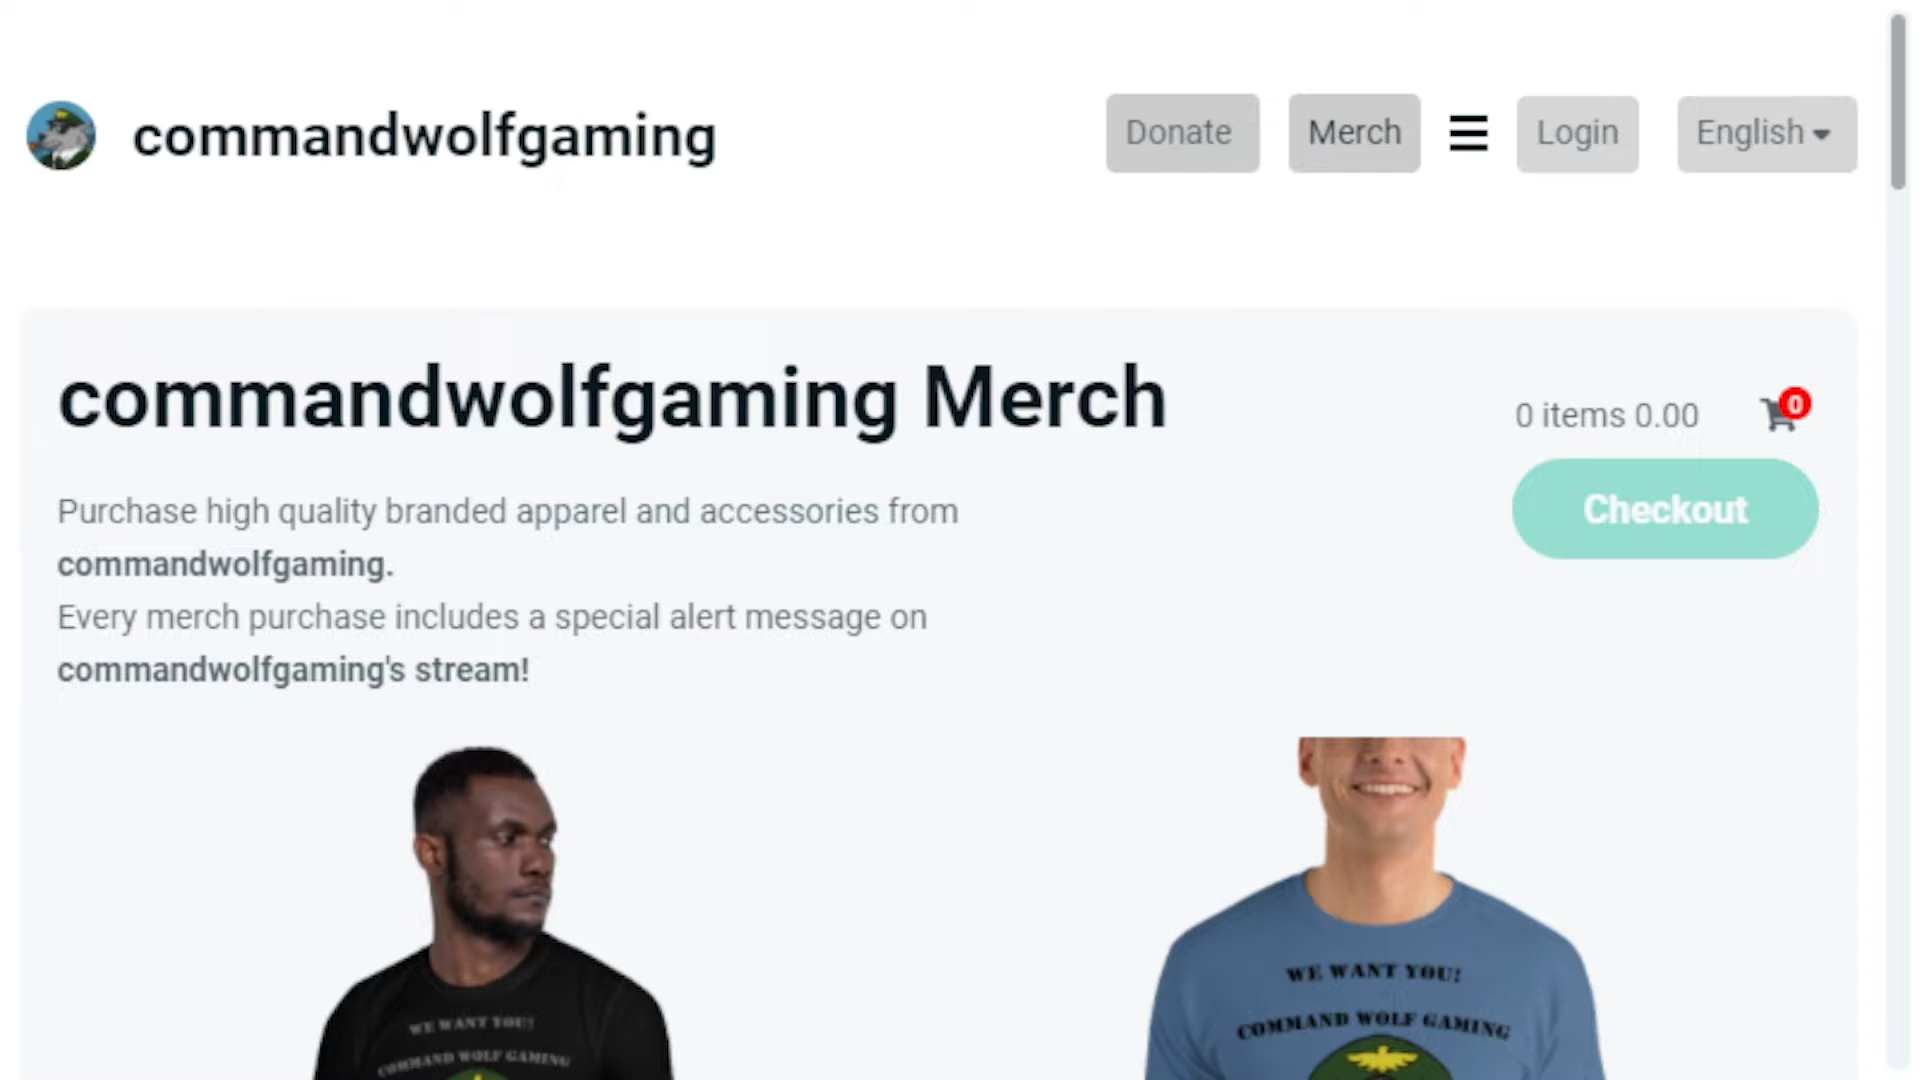 commandwolfgaming
Donate
Merch
Login
English
commandwolfgaming Merch
0 items 0.00
0
Checkout
Purchase high quality branded apparel and accessories from
commandwolfgaming.
Every merch purchase includes a special alert message on
commandwolfgaming's stream!
WE WANT YOU!
COMMAND WOLF GAMING
WE WANT YOU!
COMMAND WOLF GAMING